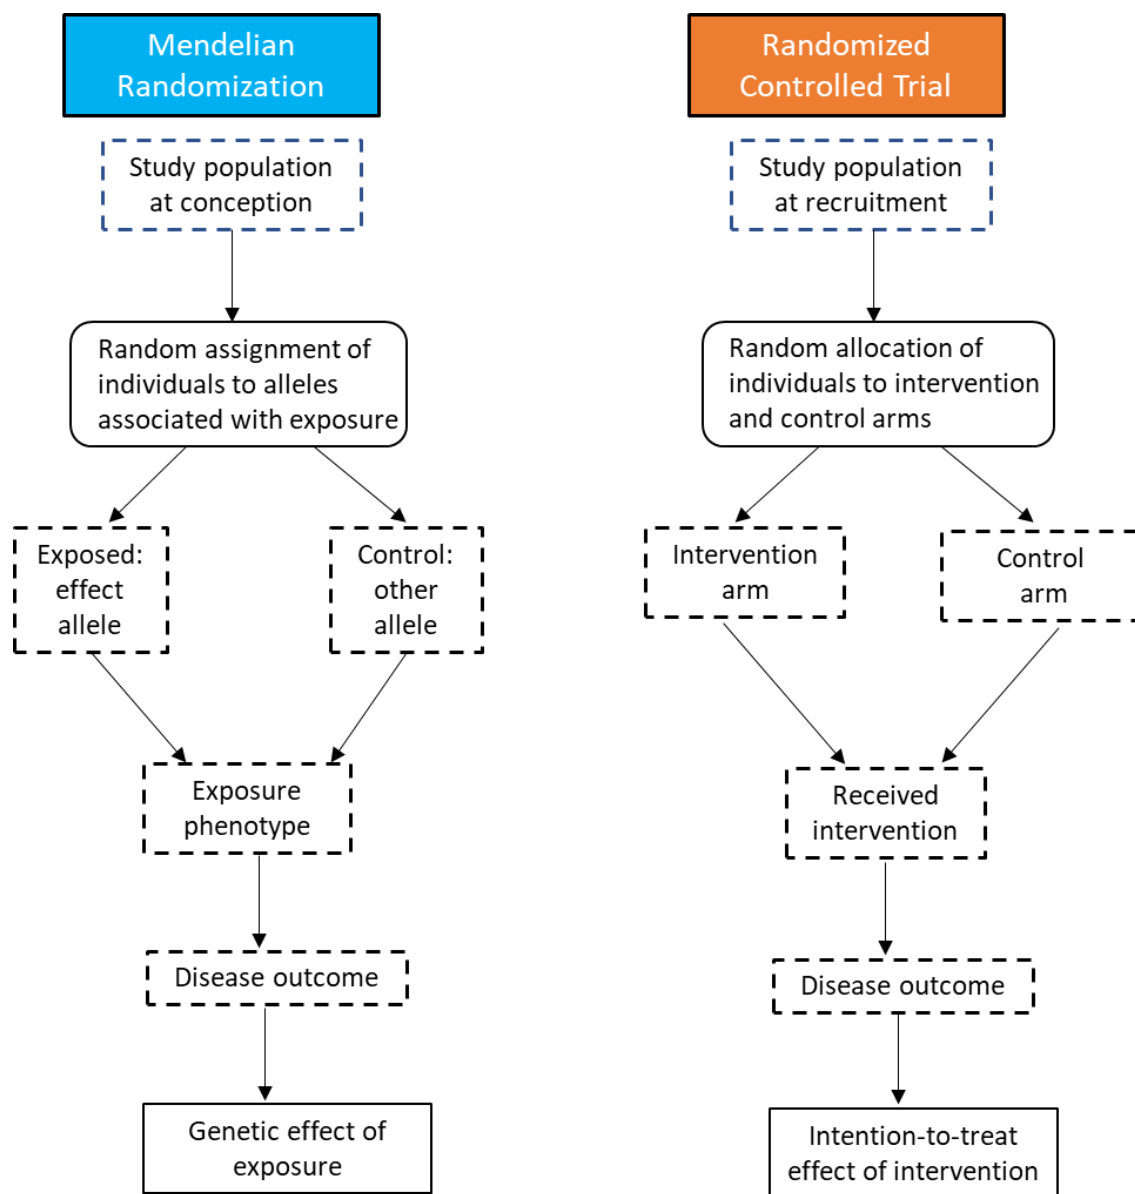 Mendelian
Randomization
Study population
at conception
Random assignment of
individuals to alleles
associated with exposure
Exposed:
effect
allele
Control:
other
allele
Exposure
phenotype
Disease outcome
Genetic effect of
exposure
Randomized
Controlled Trial
Study population
at recruitment
Random allocation of
individuals to intervention
and control arms
Intervention
arm
Control
arm
Received
intervention
Disease outcome
Intention-to-treat
effect of intervention